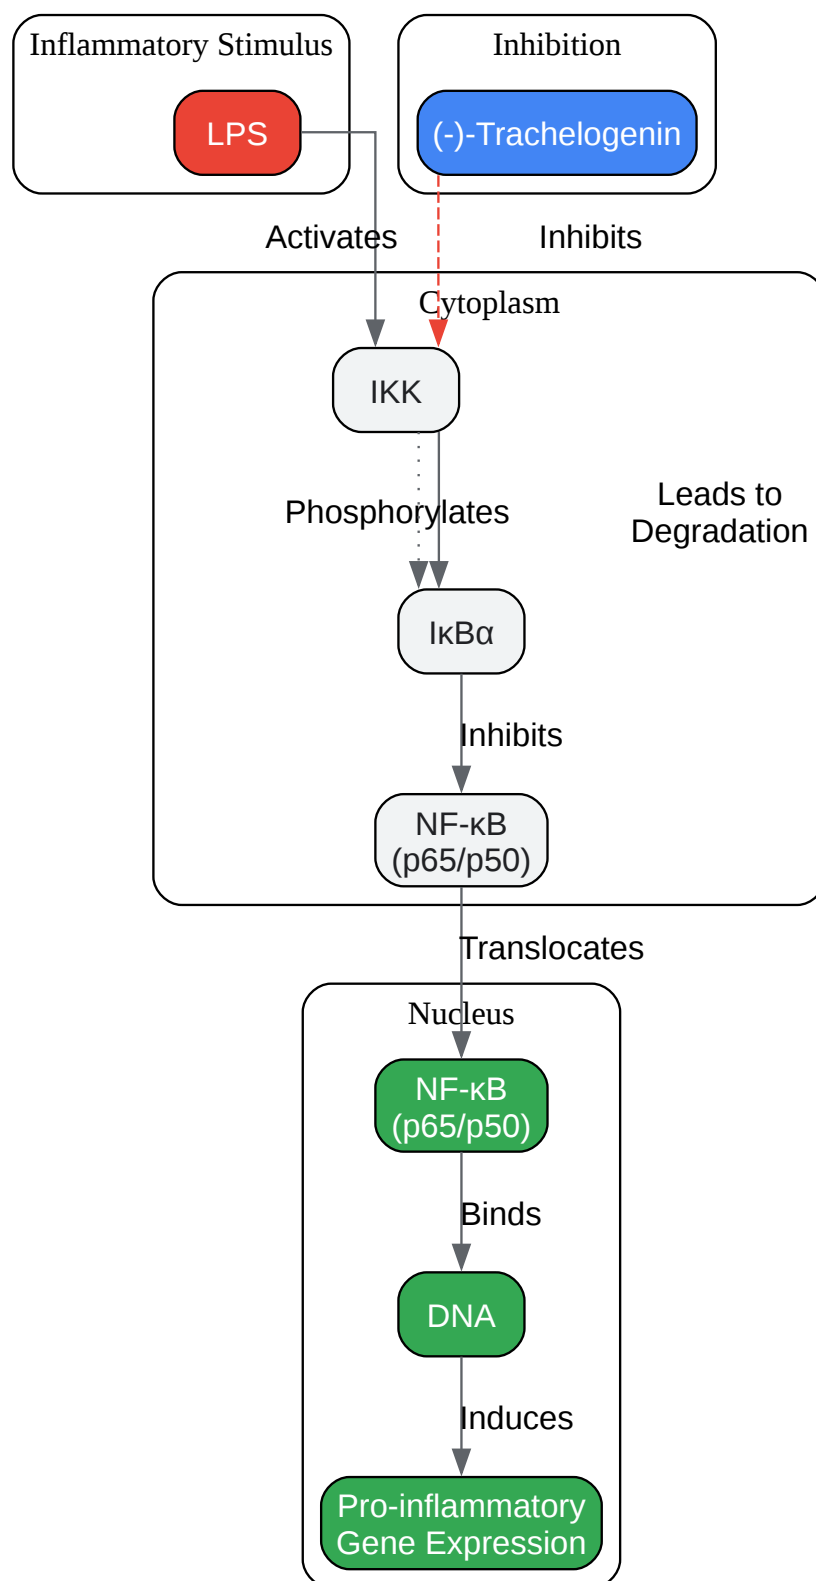 Inflammatory Stimulus
Inhibition
LPS
(-)-Trachelogenin
Activates
Inhibits
Cytoplasm
IKK
Phosphorylates
Leads to
Degradation
IκBα
Inhibits
NF-κB
(p65/p50)
Translocates
Nucleus
NF-κB
(p65/p50)
Binds
DNA
Induces
Pro-inflammatory
Gene Expression